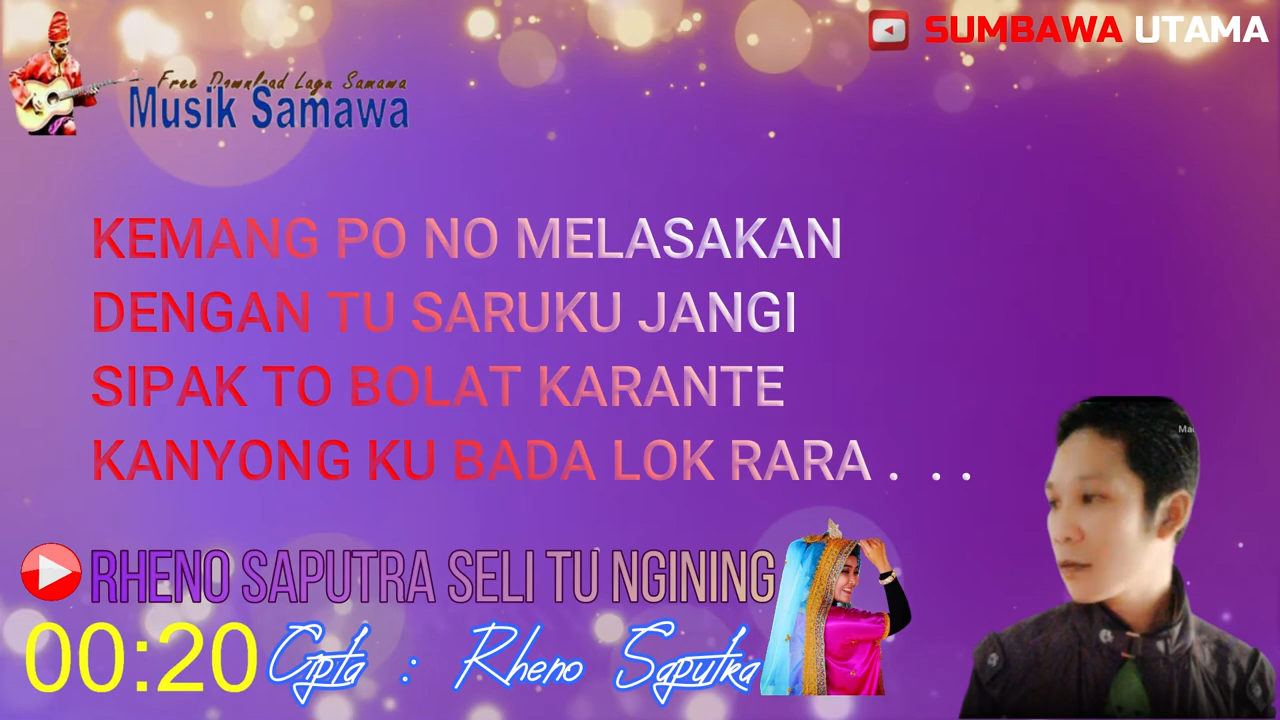 SUMBAWA UTAMA
Free Download Lagu Samawa
Musik Samawa
KEMANG PO NO MELASAKAN
DENGAN TU SARUKU JANGI
SIPAK TO BOLAT KARANTE
KANYONG KU BADA LOK RARA . . .
RHENO SAPUTRA SELI TU NGINING
00:20
Cipta : Rheno Saputra